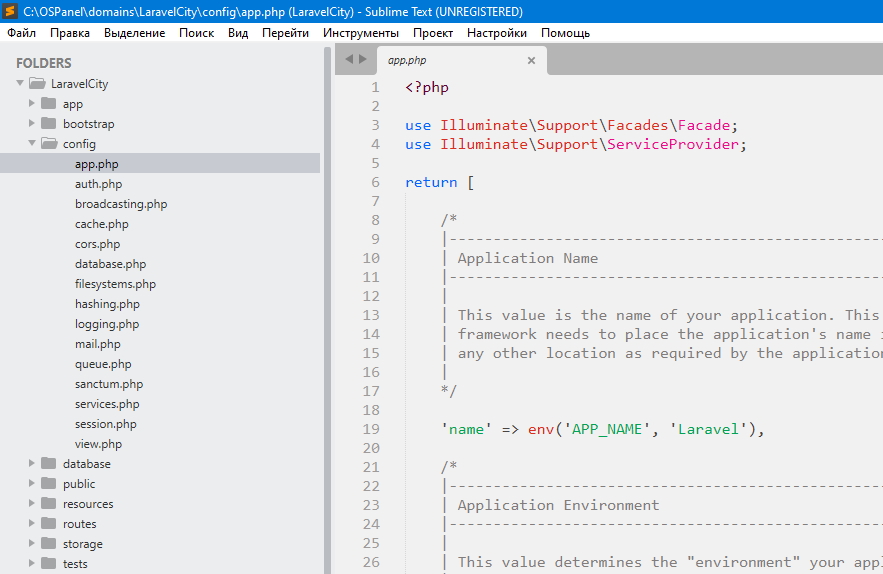 C:\OSPanel\domains\LaravelCity\config\app.php (LaravelCity) - Sublime Text (UNREGISTERED)
Файл Правка Выделение Поиск Вид Перейти Инструменты Проект Настройки Помощь
FOLDERS
LaravelCity
app
bootstrap
config
app.php
auth.php
broadcasting.php
cache.php
cors.php
database.php
filesystems.php
hashing.php
logging.php
mail.php
queue.php
sanctum.php
services.php
session.php
view.php
database
public
resources
routes
storage
tests
app.php ×
1 <?php
2
3 use Illuminate\Support\Facades\Facade;
4 use Illuminate\Support\ServiceProvider;
5
6 return [
7
8 /*
9 |--------------------------------------------------
10 | Application Name
11 |--------------------------------------------------
12 |
13 | This value is the name of your application. This
14 | framework needs to place the application's name
15 | any other location as required by the application
16 |
17 */
18
19 'name' => env('APP_NAME', 'Laravel'),
20
21 /*
22 |--------------------------------------------------
23 | Application Environment
24 |--------------------------------------------------
25 |
26 | This value determines the "environment" your appl